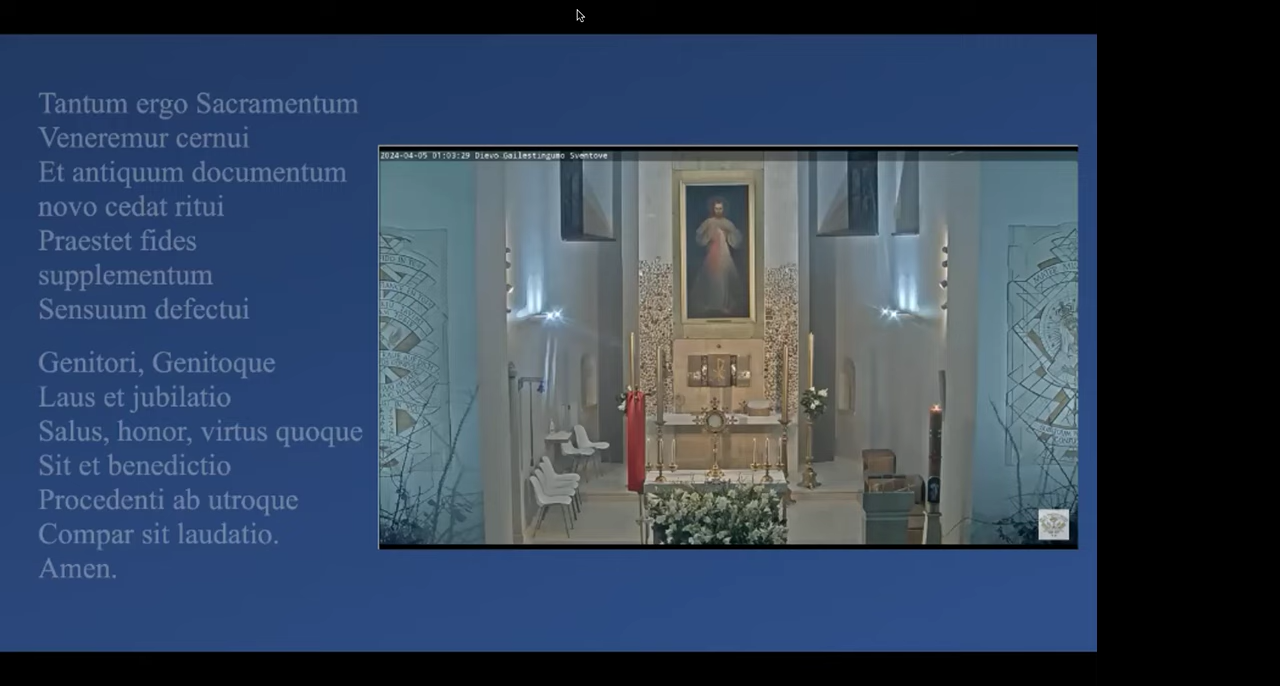 Tantum ergo Sacramentum
Veneremur cernui
Et antiquum documentum
novo cedat ritui
Praestet fides
supplementum
Sensuum defectui
Genitori, Genitoque
Laus et jubilatio
Salus, honor, virtus quoque
Sit et benedictio
Procedenti ab utroque
Compar sit laudatio.
Amen.
2024-04-05 01:03:29 Dievo Gailestingumo Sventove